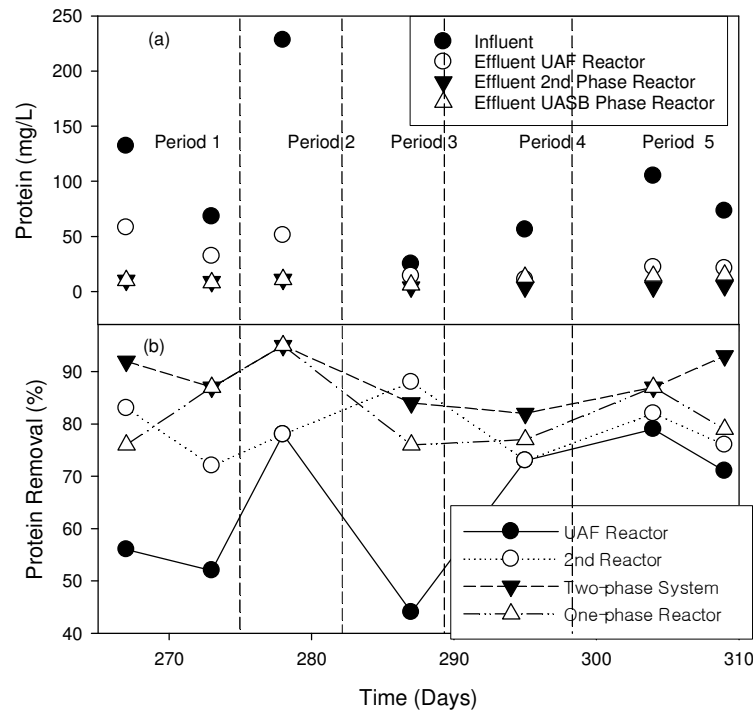 250
(a)
Influent
200
Effluent UAF Reactor
Effluent 2nd Phase Reactor
Effluent UASB Phase Reactor
150
Period 1 Period 2 Period 3 Period 4 Period 5
100
50
0
Protein (mg/L)
(b)
90
80
70
60
50
40
Protein Removal (%)
UAF Reactor
2nd Reactor
Two-phase System
One-phase Reactor
270 280 290 300 310
Time (Days)